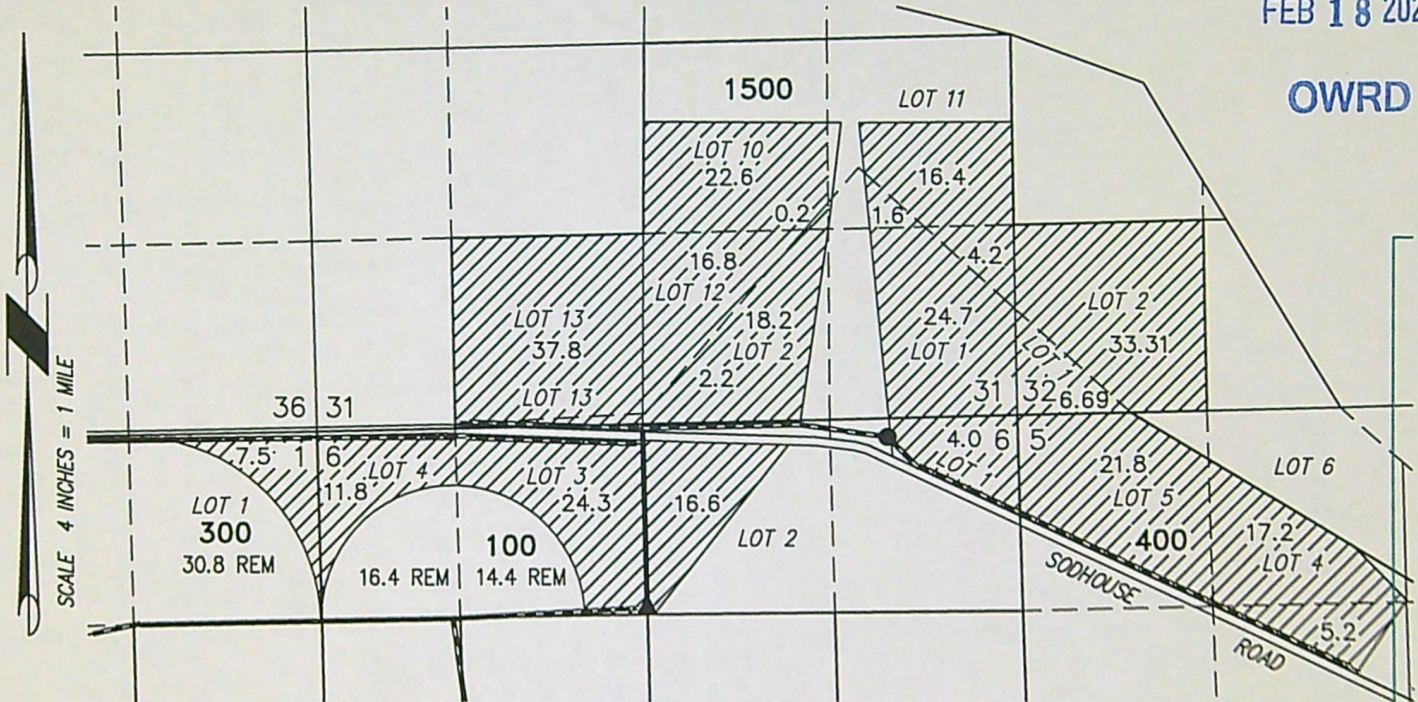 FEB 18 202
OWRD
1500
LOT 11
LOT 10
22.6
16.4
0.2
1.6
16.8
4.2
LOT 12
LOT 2
LOT 13
18.2
24.7
33.31
37.8
LOT 2
LOT 1
LOT 1
2.2
LOT 13
31 32
6.69
36 31
SCALE 4 INCHES = 1 MILE
7.5 1 6
LOT 4
LOT 3
4.0 6 5
LOT 1
21.8
LOT 6
11.8
24.3
16.6
LOT 5
LOT 1
300
30.8 REM
100
LOT 2
400
17.2
LOT 4
16.4 REM
14.4 REM
SODHOUSE
ROAD
5.2